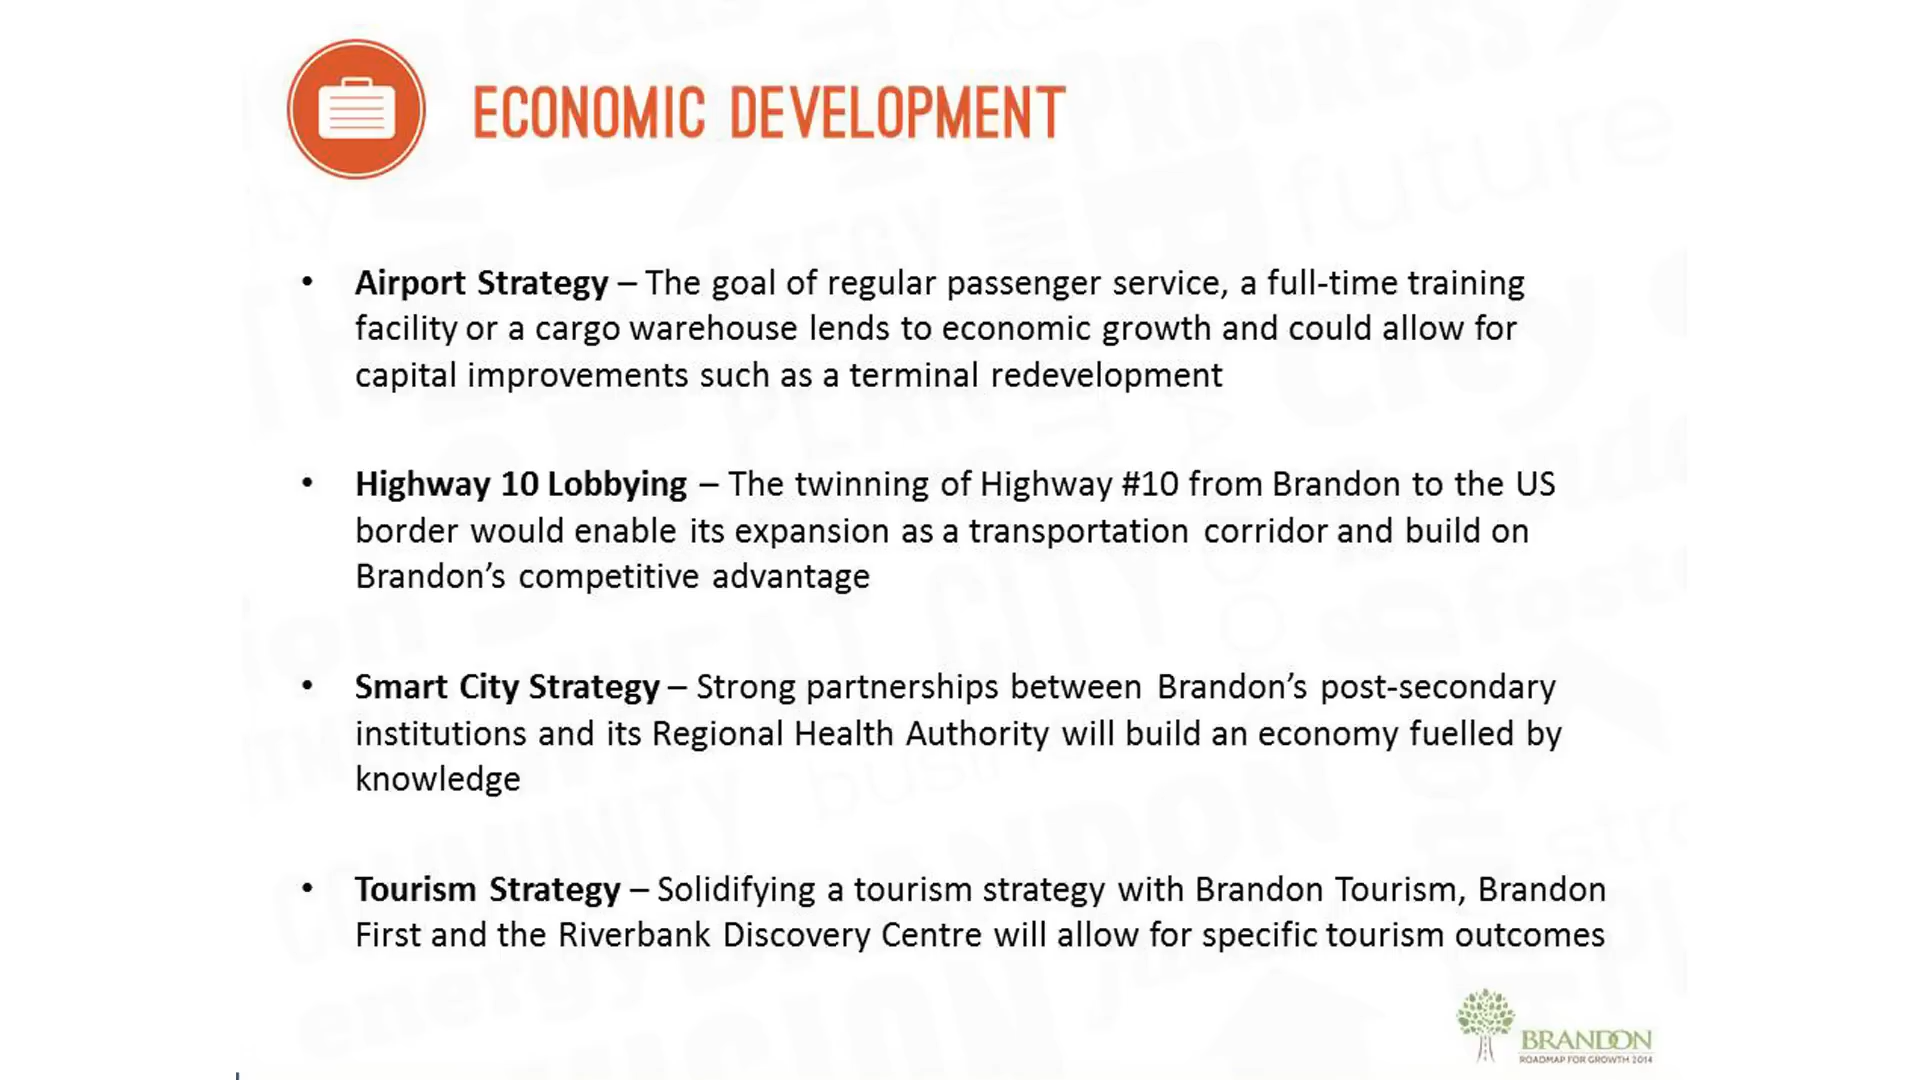 ECONOMIC DEVELOPMENT
• Airport Strategy – The goal of regular passenger service, a full-time training
facility or a cargo warehouse lends to economic growth and could allow for
capital improvements such as a terminal redevelopment
• Highway 10 Lobbying – The twinning of Highway #10 from Brandon to the US
border would enable its expansion as a transportation corridor and build on
Brandon’s competitive advantage
• Smart City Strategy – Strong partnerships between Brandon’s post-secondary
institutions and its Regional Health Authority will build an economy fuelled by
knowledge
• Tourism Strategy – Solidifying a tourism strategy with Brandon Tourism, Brandon
First and the Riverbank Discovery Centre will allow for specific tourism outcomes
BRANDON
ROADMAP FOR GROWTH 2014